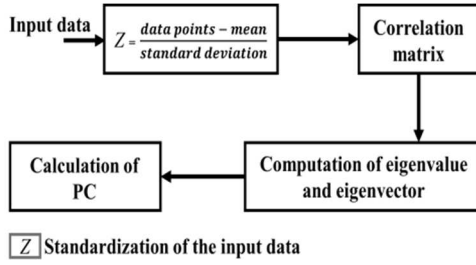 Input data
Z = data points − mean
standard deviation
Correlation
matrix
Calculation of
PC
Computation of eigenvalue
and eigenvector
Z Standardization of the input data